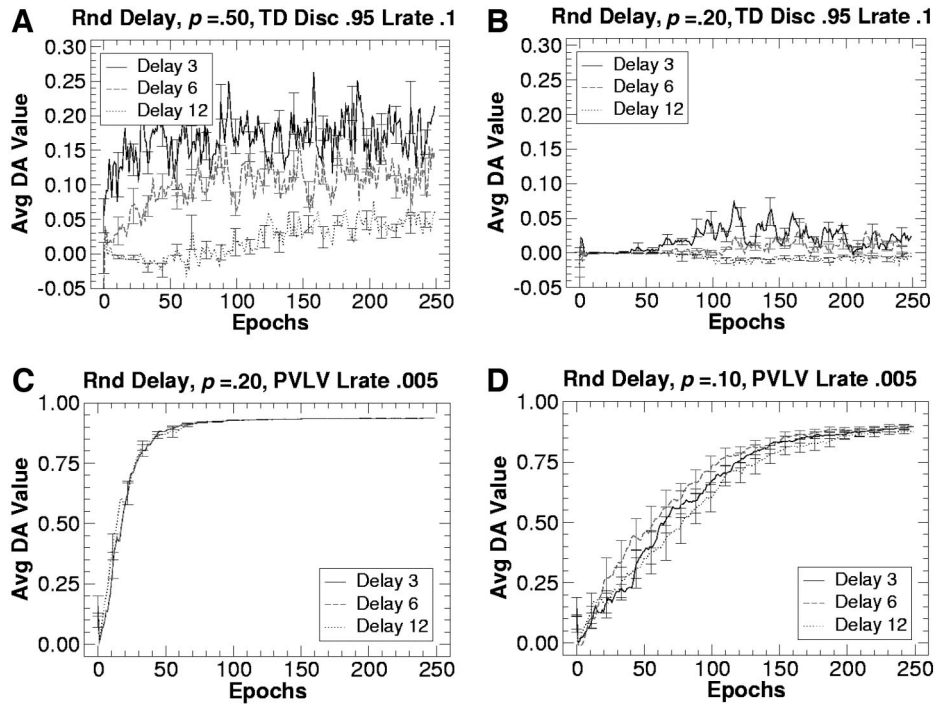 A
Rnd Delay, p =.50, TD Disc .95 Lrate .1
0.30
0.25
0.20
0.15
0.10
0.05
0.00
-0.05
Avg DA Value
Delay 3
Delay 6
Delay 12
0 50 100 150 200 250
Epochs
B
Rnd Delay, p =.20, TD Disc .95 Lrate .1
0.30
0.25
0.20
0.15
0.10
0.05
0.00
-0.05
Avg DA Value
Delay 3
Delay 6
Delay 12
0 50 100 150 200 250
Epochs
C
Rnd Delay, p =.20, PVLV Lrate .005
1.00
0.75
0.50
0.25
0.00
Avg DA Value
Delay 3
Delay 6
Delay 12
0 50 100 150 200 250
Epochs
D
Rnd Delay, p =.10, PVLV Lrate .005
1.00
0.75
0.50
0.25
0.00
Avg DA Value
Delay 3
Delay 6
Delay 12
0 50 100 150 200 250
Epochs